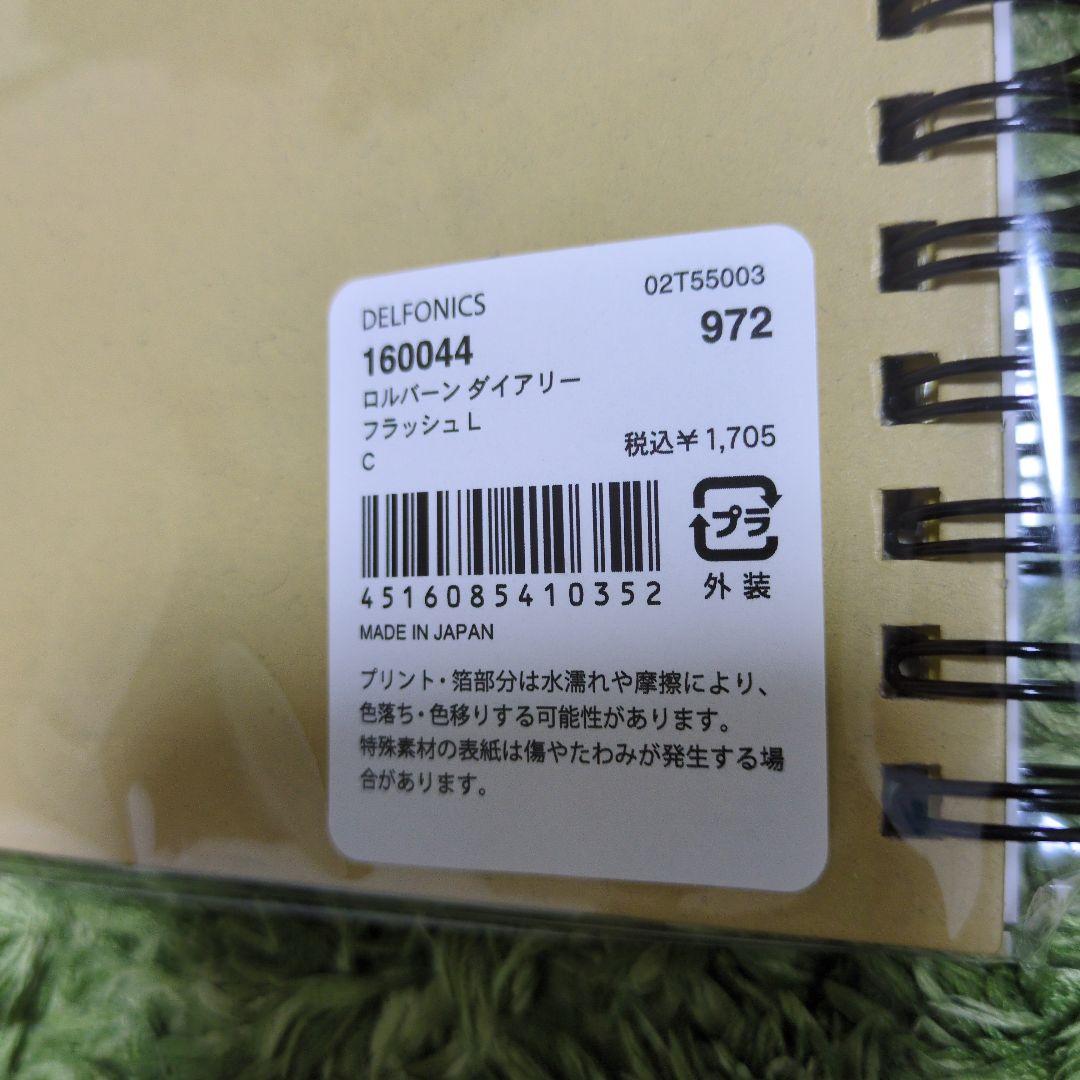 DELFONICS 02T55003
160044 972
ロルバーン ダイアリー
フラッシュ L
C 税込¥1,705
プラ
外装
4516085410352
MADE IN JAPAN
プリント・箔部分は水濡れや摩擦により、
色落ち・色移りする可能性があります。
特殊素材の表紙は傷やたわみが発生する場
合があります。